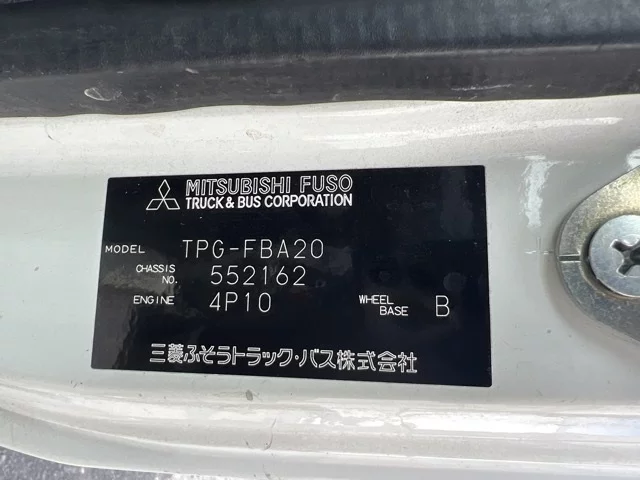 MITSUBISHI FUSO
TRUCK & BUS CORPORATION
MODEL TPG-FBA20
CHASSIS NO. 552162
ENGINE 4P10 WHEEL BASE B
三菱ふそうトラック・バス株式会社